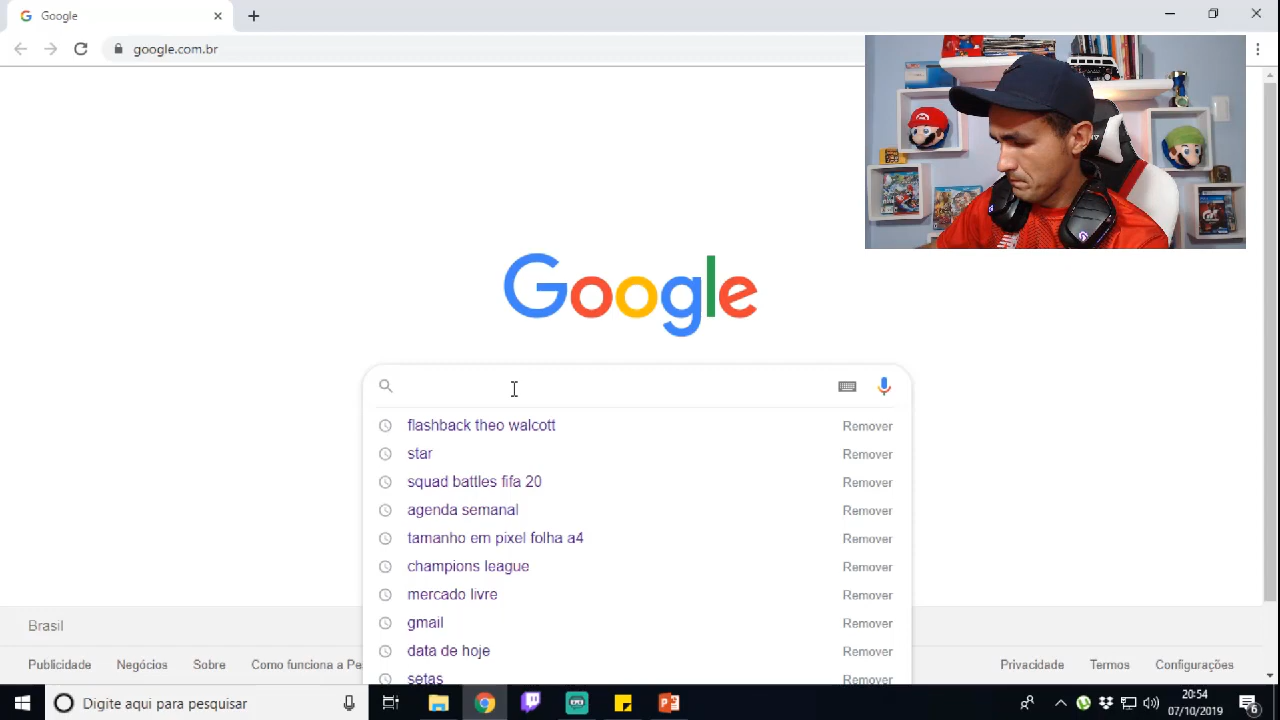 Google
google.com.br
Google
flashback theo walcott Remover
star Remover
squad battles fifa 20 Remover
agenda semanal Remover
tamanho em pixel folha a4 Remover
champions league Remover
mercado livre Remover
gmail Remover
data de hoje Remover
setas Remover
Brasil
Publicidade Negócios Sobre Como funciona a Pe Privacidade Termos Configurações
Digite aqui para pesquisar
20:54
07/10/2019
6